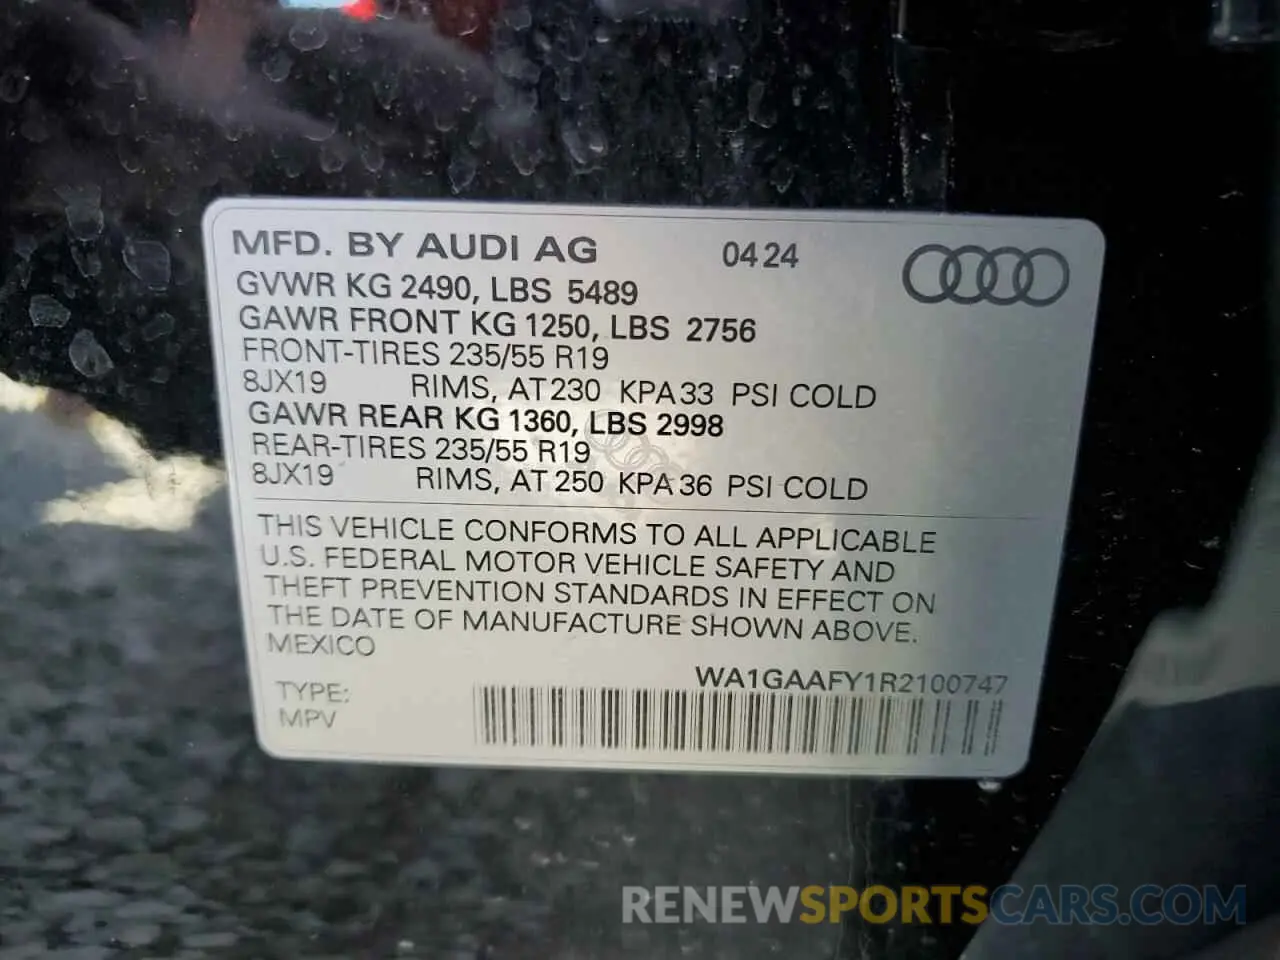 MFD. BY AUDI AG 0424
GVWR KG 2490, LBS 5489
GAWR FRONT KG 1250, LBS 2756
FRONT-TIRES 235/55 R19
8JX19 RIMS, AT 230 KPA 33 PSI COLD
GAWR REAR KG 1360, LBS 2998
REAR-TIRES 235/55 R19
8JX19 RIMS, AT 250 KPA 36 PSI COLD
THIS VEHICLE CONFORMS TO ALL APPLICABLE
U.S. FEDERAL MOTOR VEHICLE SAFETY AND
THEFT PREVENTION STANDARDS IN EFFECT ON
THE DATE OF MANUFACTURE SHOWN ABOVE.
MEXICO
WA1GAAFY1R2100747
TYPE:
MPV
RENEWSPORTSCARS.COM